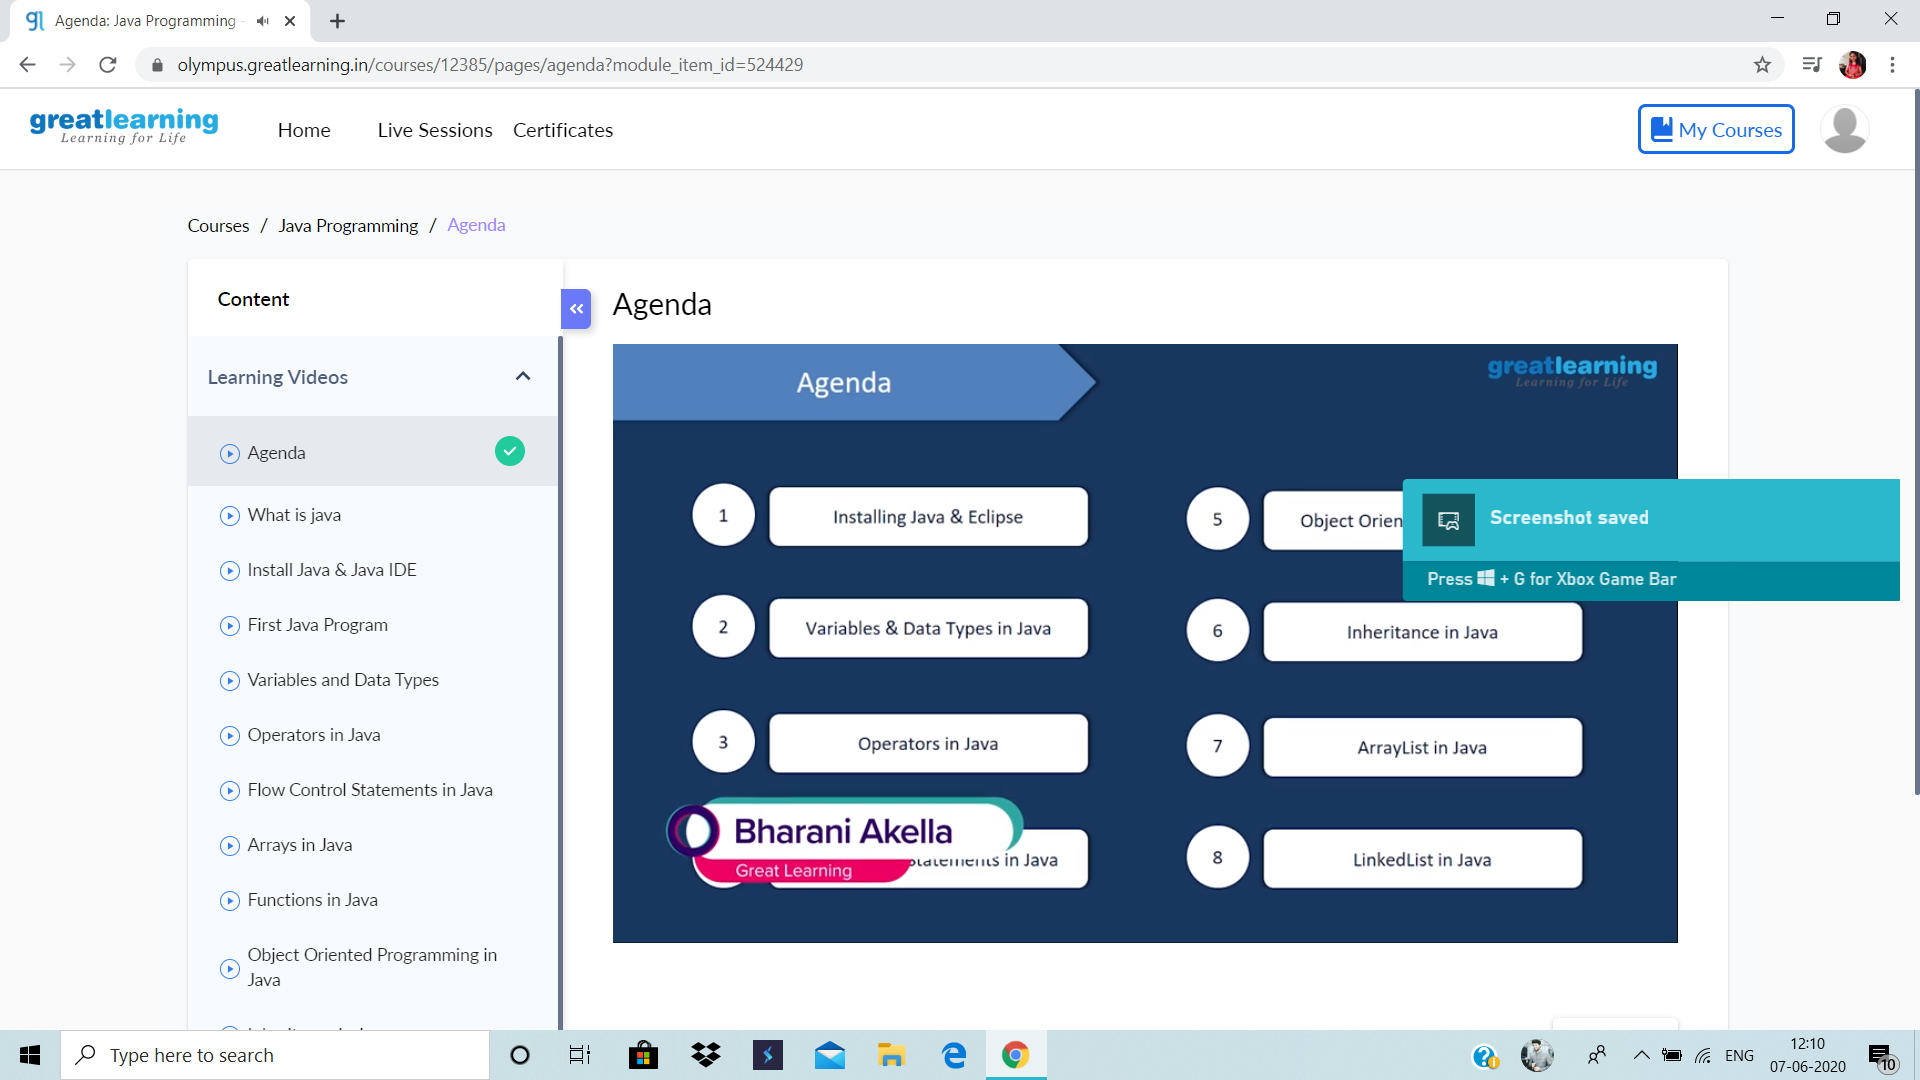 Agenda: Java Programming -
olympus.greatlearning.in/courses/12385/pages/agenda?module_item_id=524429
greatlearning
Learning for Life
Home Live Sessions Certificates
My Courses
Courses / Java Programming / Agenda
Content
Learning Videos
Agenda
What is java
Install Java & Java IDE
First Java Program
Variables and Data Types
Operators in Java
Flow Control Statements in Java
Arrays in Java
Functions in Java
Object Oriented Programming in
Java
Agenda
Agenda
greatlearning
Learning for Life
1 Installing Java & Eclipse
2 Variables & Data Types in Java
3 Operators in Java
Statements in Java
Bharani Akella
Great Learning
5 Object Orien
6 Inheritance in Java
7 ArrayList in Java
8 LinkedList in Java
Screenshot saved
Press + G for Xbox Game Bar
Type here to search
ENG
12:10
07-06-2020
10